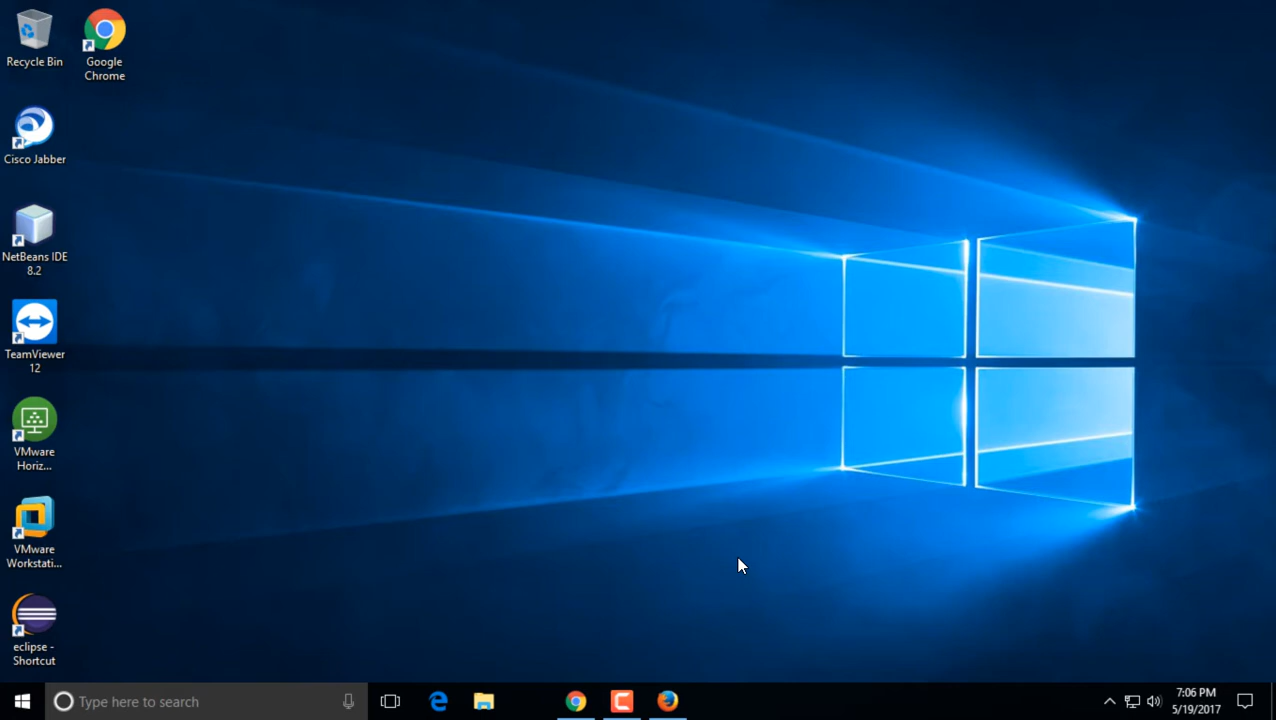 Recycle Bin
Google
Chrome
Cisco Jabber
NetBeans IDE
8.2
TeamViewer
12
VMware
Horiz...
VMware
Workstati...
eclipse -
Shortcut
Type here to search
7:06 PM
5/19/2017